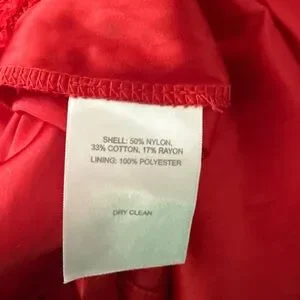 SHELL: 50% NYLON,
33% COTTON, 17% RAYON
LINING: 100% POLYESTER
DRY CLEAN